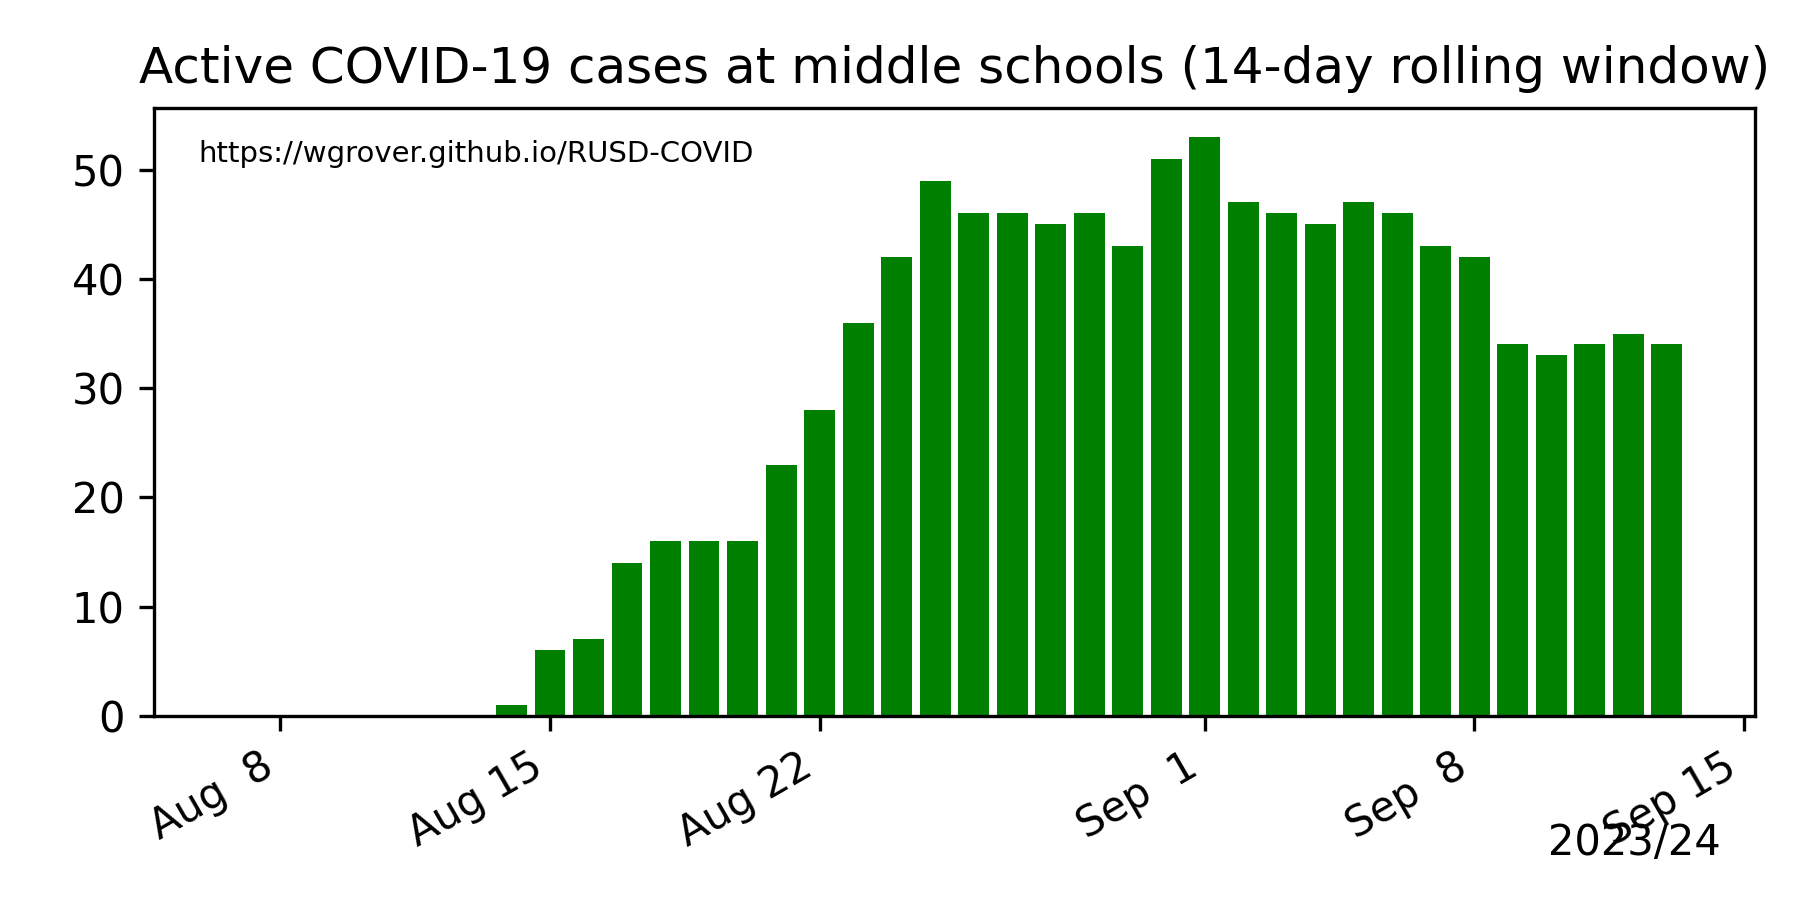 Active COVID-19 cases at middle schools (14-day rolling window)
https://wgrover.github.io/RUSD-COVID
50
40
30
20
10
0
Aug 8
Aug 15
Aug 22
Sep 1
Sep 8
Sep 15
2023/24